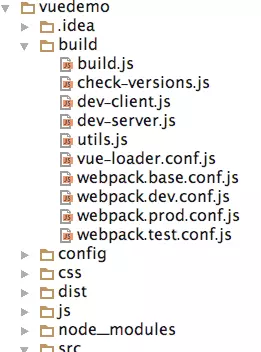 vuedemo
.idea
build
build.js
check-versions.js
dev-client.js
dev-server.js
utils.js
vue-loader.conf.js
webpack.base.conf.js
webpack.dev.conf.js
webpack.prod.conf.js
webpack.test.conf.js
config
css
dist
js
node_modules
src